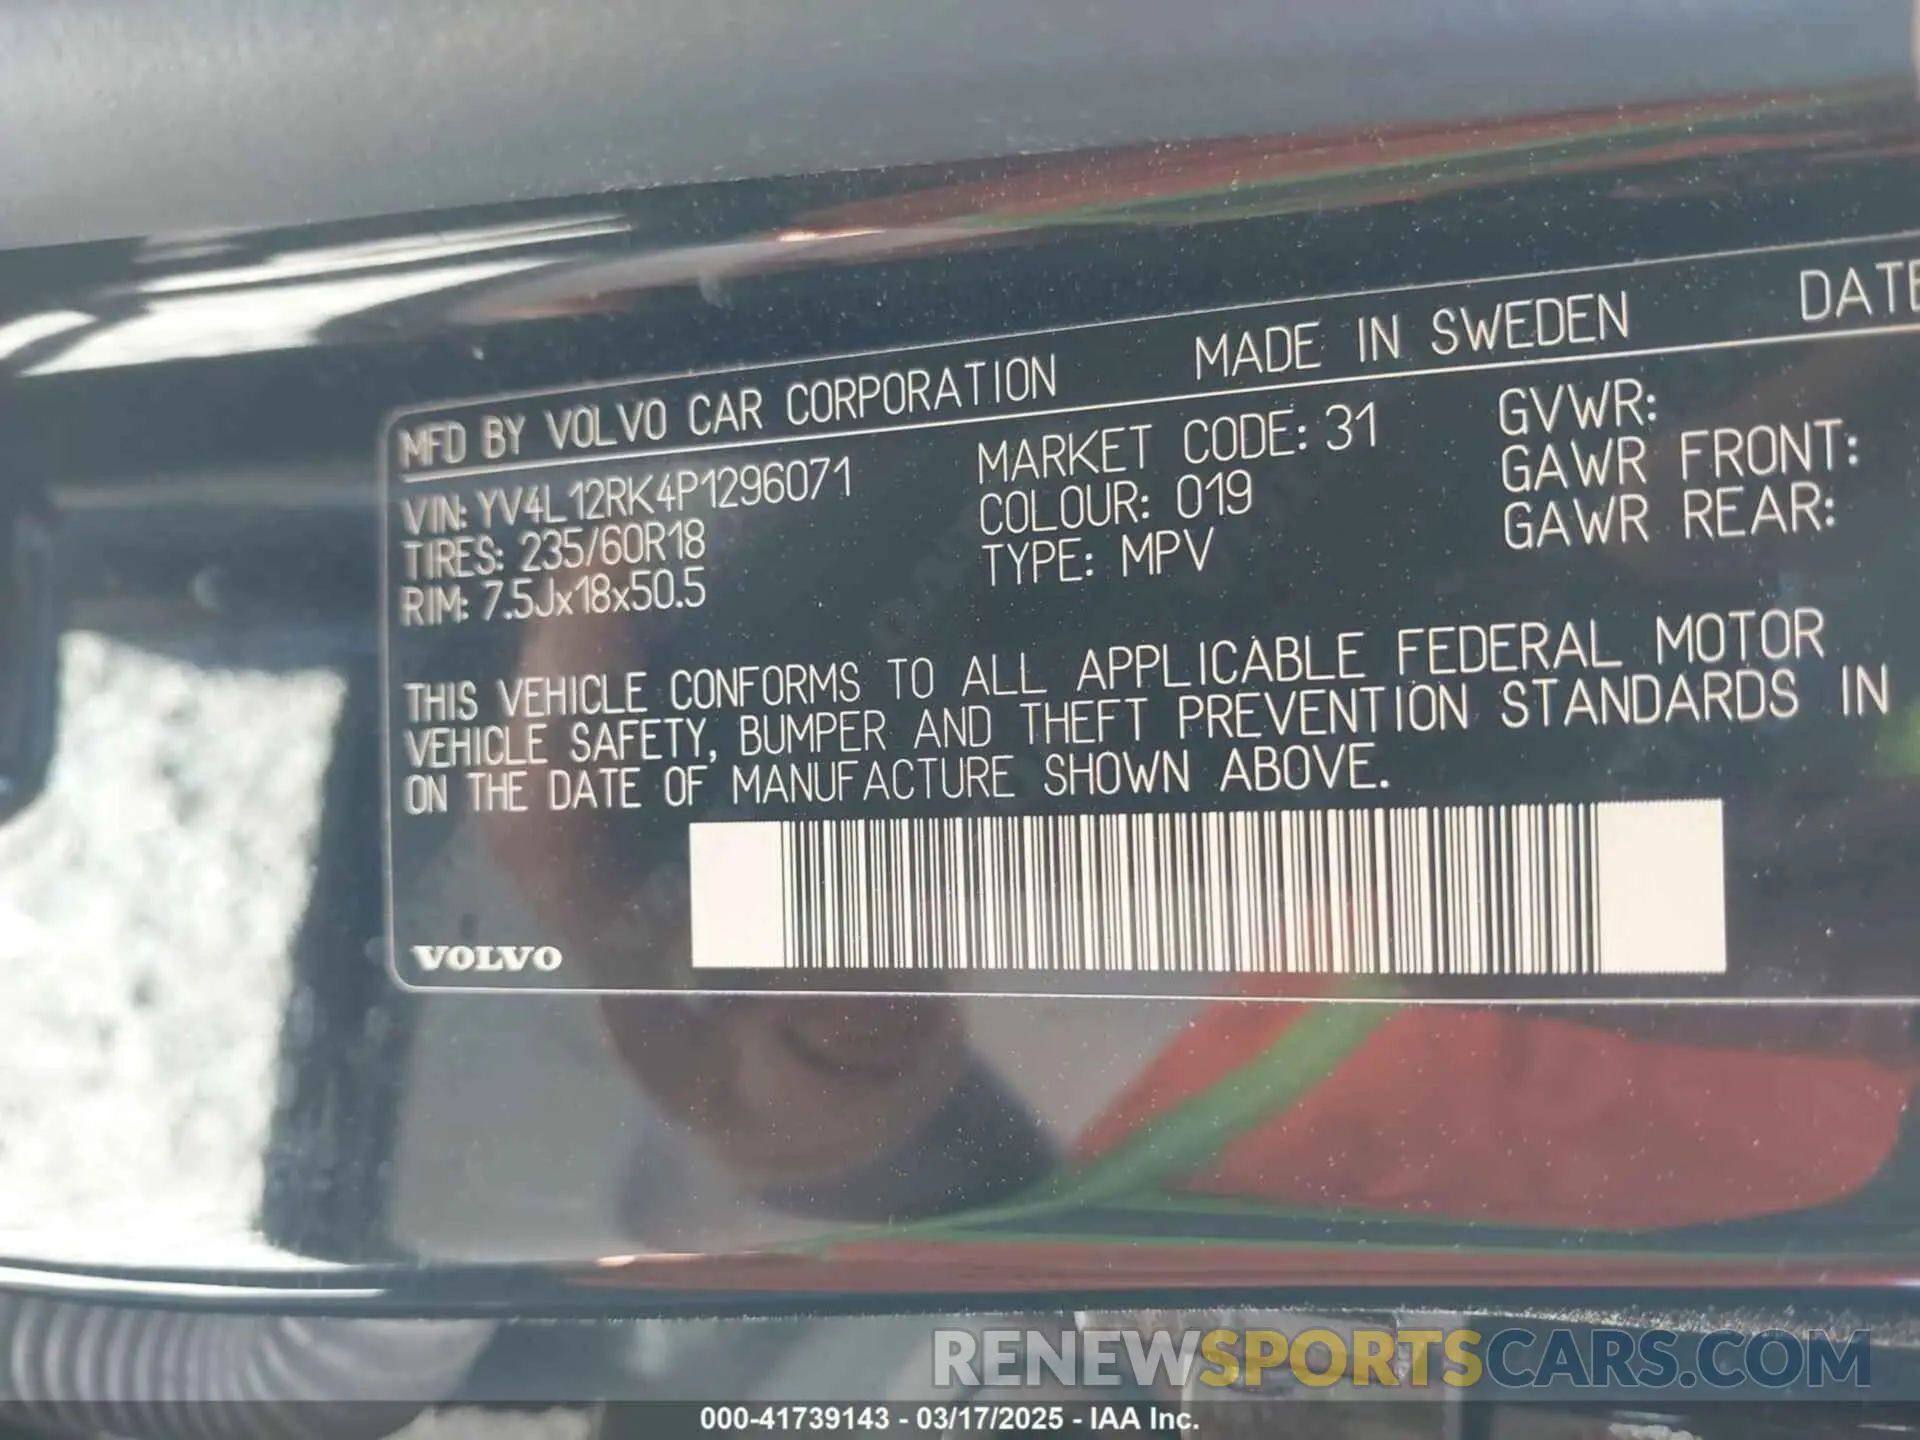 MFD BY VOLVO CAR CORPORATION MADE IN SWEDEN DATE
VIN: YV4L12RK4P1296071 MARKET CODE: 31 GVWR:
TIRES: 235/60R18 COLOUR: 019 GAWR FRONT:
RIM: 7.5Jx18x50.5 TYPE: MPV GAWR REAR:
THIS VEHICLE CONFORMS TO ALL APPLICABLE FEDERAL MOTOR
VEHICLE SAFETY, BUMPER AND THEFT PREVENTION STANDARDS IN
ON THE DATE OF MANUFACTURE SHOWN ABOVE.
VOLVO
RENEWSPORTSCARS.COM
000-41739143 - 03/17/2025 - IAA Inc.